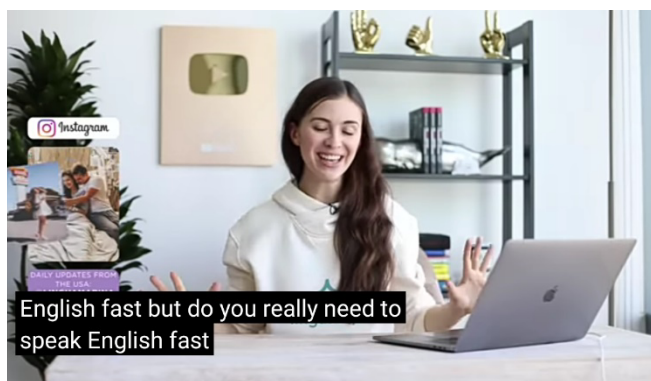 Instagram
DAILY UPDATES FROM
THE USA:
English fast but do you really need to
speak English fast